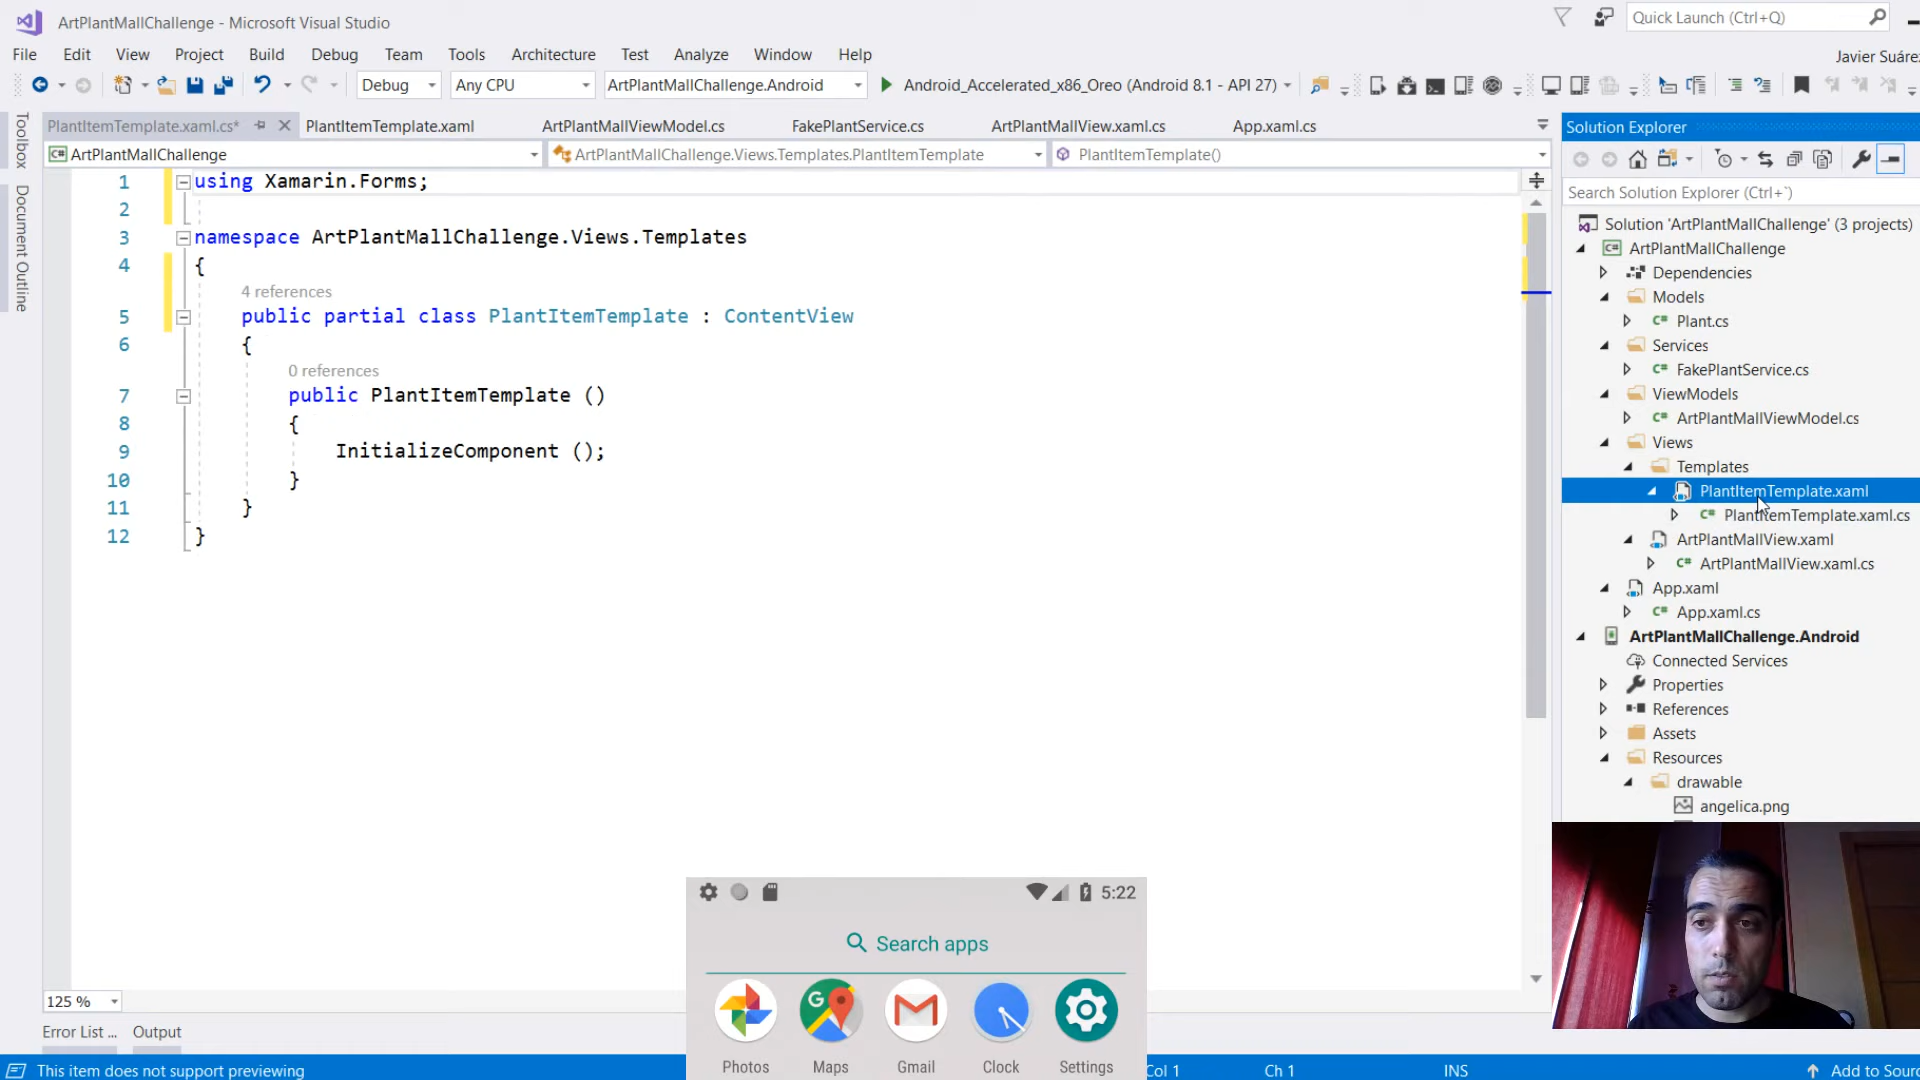 ArtPlantMallChallenge - Microsoft Visual Studio
Quick Launch (Ctrl+Q)
File Edit View Project Build Debug Team Tools Architecture Test Analyze Window Help
Javier Suáre
Debug Any CPU ArtPlantMallChallenge.Android Android_Accelerated_x86_Oreo (Android 8.1 - API 27)
Toolbox
Document Outline
PlantItemTemplate.xaml.cs* PlantItemTemplate.xaml ArtPlantMallViewModel.cs FakePlantService.cs ArtPlantMallView.xaml.cs App.xaml.cs
ArtPlantMallChallenge ArtPlantMallChallenge.Views.Templates.PlantItemTemplate PlantItemTemplate()
1 using Xamarin.Forms;
2
3 namespace ArtPlantMallChallenge.Views.Templates
4 {
4 references
5 public partial class PlantItemTemplate : ContentView
6 {
0 references
7 public PlantItemTemplate ()
8 {
9 InitializeComponent ();
10 }
11 }
12 }
125 %
Error List ... Output
This item does not support previewing
Col 1 Ch 1 INS
Add to Sourc
Solution Explorer
Search Solution Explorer (Ctrl+`)
Solution 'ArtPlantMallChallenge' (3 projects)
C# ArtPlantMallChallenge
Dependencies
Models
C# Plant.cs
Services
C# FakePlantService.cs
ViewModels
C# ArtPlantMallViewModel.cs
Views
Templates
PlantItemTemplate.xaml
C# PlantItemTemplate.xaml.cs
ArtPlantMallView.xaml
C# ArtPlantMallView.xaml.cs
App.xaml
C# App.xaml.cs
ArtPlantMallChallenge.Android
Connected Services
Properties
References
Assets
Resources
drawable
angelica.png
5:22
Search apps
Photos Maps Gmail Clock Settings